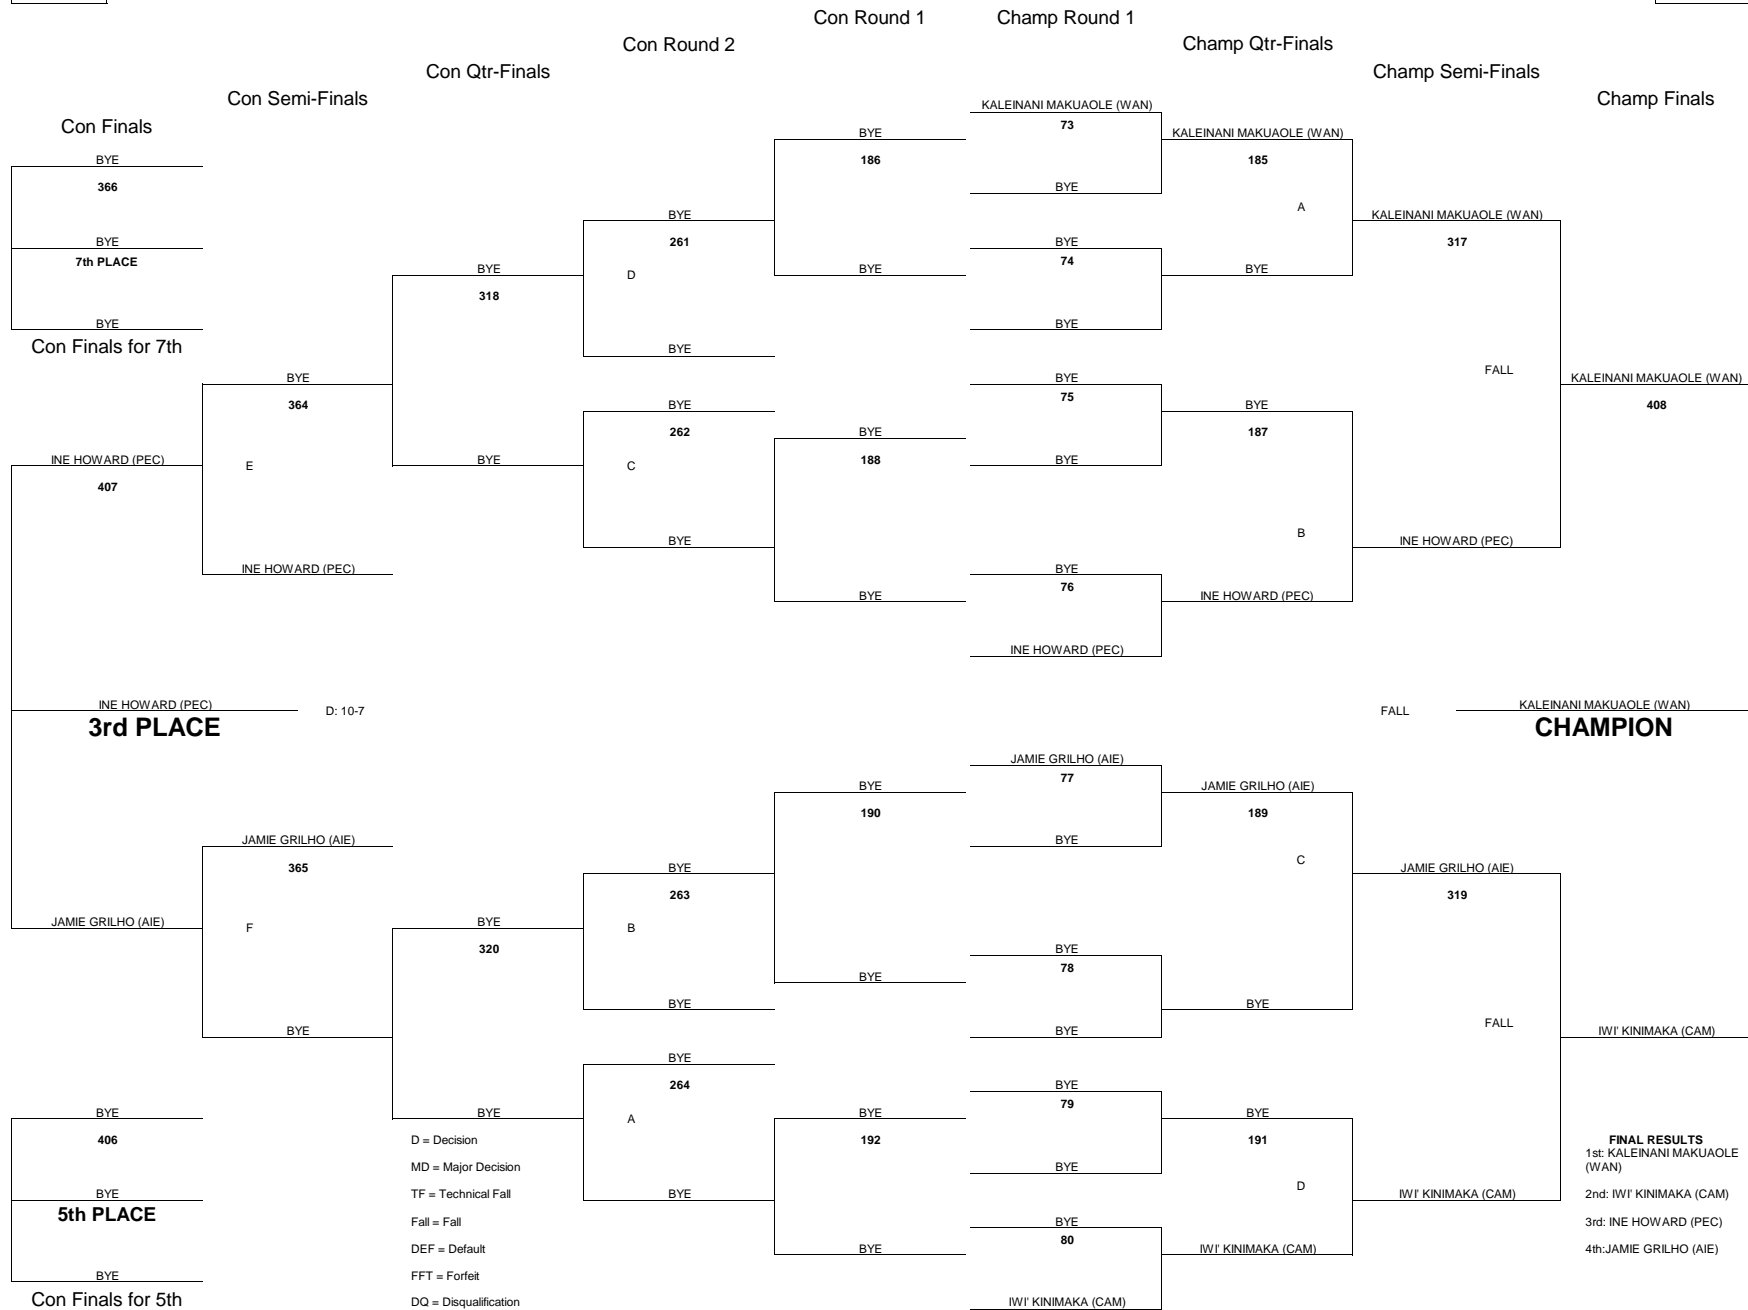 Con Round 1 Champ Round 1
Con Round 2 Champ Qtr-Finals
Con Qtr-Finals Champ Semi-Finals
Con Semi-Finals Champ Finals
KALEINANI MAKUAOLE (WAN)
Con Finals 73
BYE KALEINANI MAKUAOLE (WAN)
BYE 186 185
366 BYE
A
BYE KALEINANI MAKUAOLE (WAN)
BYE 261 BYE 317
7th PLACE 74
BYE D BYE BYE
318
BYE BYE
Con Finals for 7th
BYE
FALL
BYE BYE KALEINANI MAKUAOLE (WAN)
364 75 408
BYE BYE
262 BYE 187
INE HOWARD (PEC) E BYE C 188 BYE
407
B
BYE INE HOWARD (PEC)
INE HOWARD (PEC) BYE
76
BYE INE HOWARD (PEC)
INE HOWARD (PEC)
INE HOWARD (PEC) D: 10-7 FALL KALEINANI MAKUAOLE (WAN)
3rd PLACE CHAMPION
JAMIE GRILHO (AIE)
77
BYE JAMIE GRILHO (AIE)
190 189
JAMIE GRILHO (AIE) BYE
C
365 BYE JAMIE GRILHO (AIE)
263 319
JAMIE GRILHO (AIE) F BYE B
320 BYE
78
BYE
BYE BYE
BYE BYE FALL IWI' KINIMAKA (CAM)
BYE
264 BYE
79
BYE BYE A BYE BYE
406 D = Decision 192 191 FINAL RESULTS
1st: KALEINANI MAKUAOLE
(WAN)
MD = Major Decision BYE
D
BYE TF = Technical Fall BYE IWI' KINIMAKA (CAM) 2nd: IWI' KINIMAKA (CAM)
5th PLACE
Fall = Fall BYE 3rd: INE HOWARD (PEC)
80
DEF = Default BYE IWI' KINIMAKA (CAM) 4th:JAMIE GRILHO (AIE)
BYE FFT = Forfeit
Con Finals for 5th DQ = Disqualification IWI' KINIMAKA (CAM)